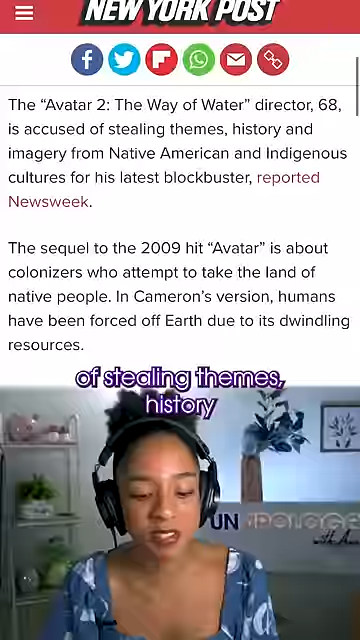 NEW YORK POST
The “Avatar 2: The Way of Water” director, 68,
is accused of stealing themes, history and
imagery from Native American and Indigenous
cultures for his latest blockbuster, reported
Newsweek.
The sequel to the 2009 hit “Avatar” is about
colonizers who attempt to take the land of
native people. In Cameron’s version, humans
have been forced off Earth due to its dwindling
resources.
of stealing themes,
history
UN